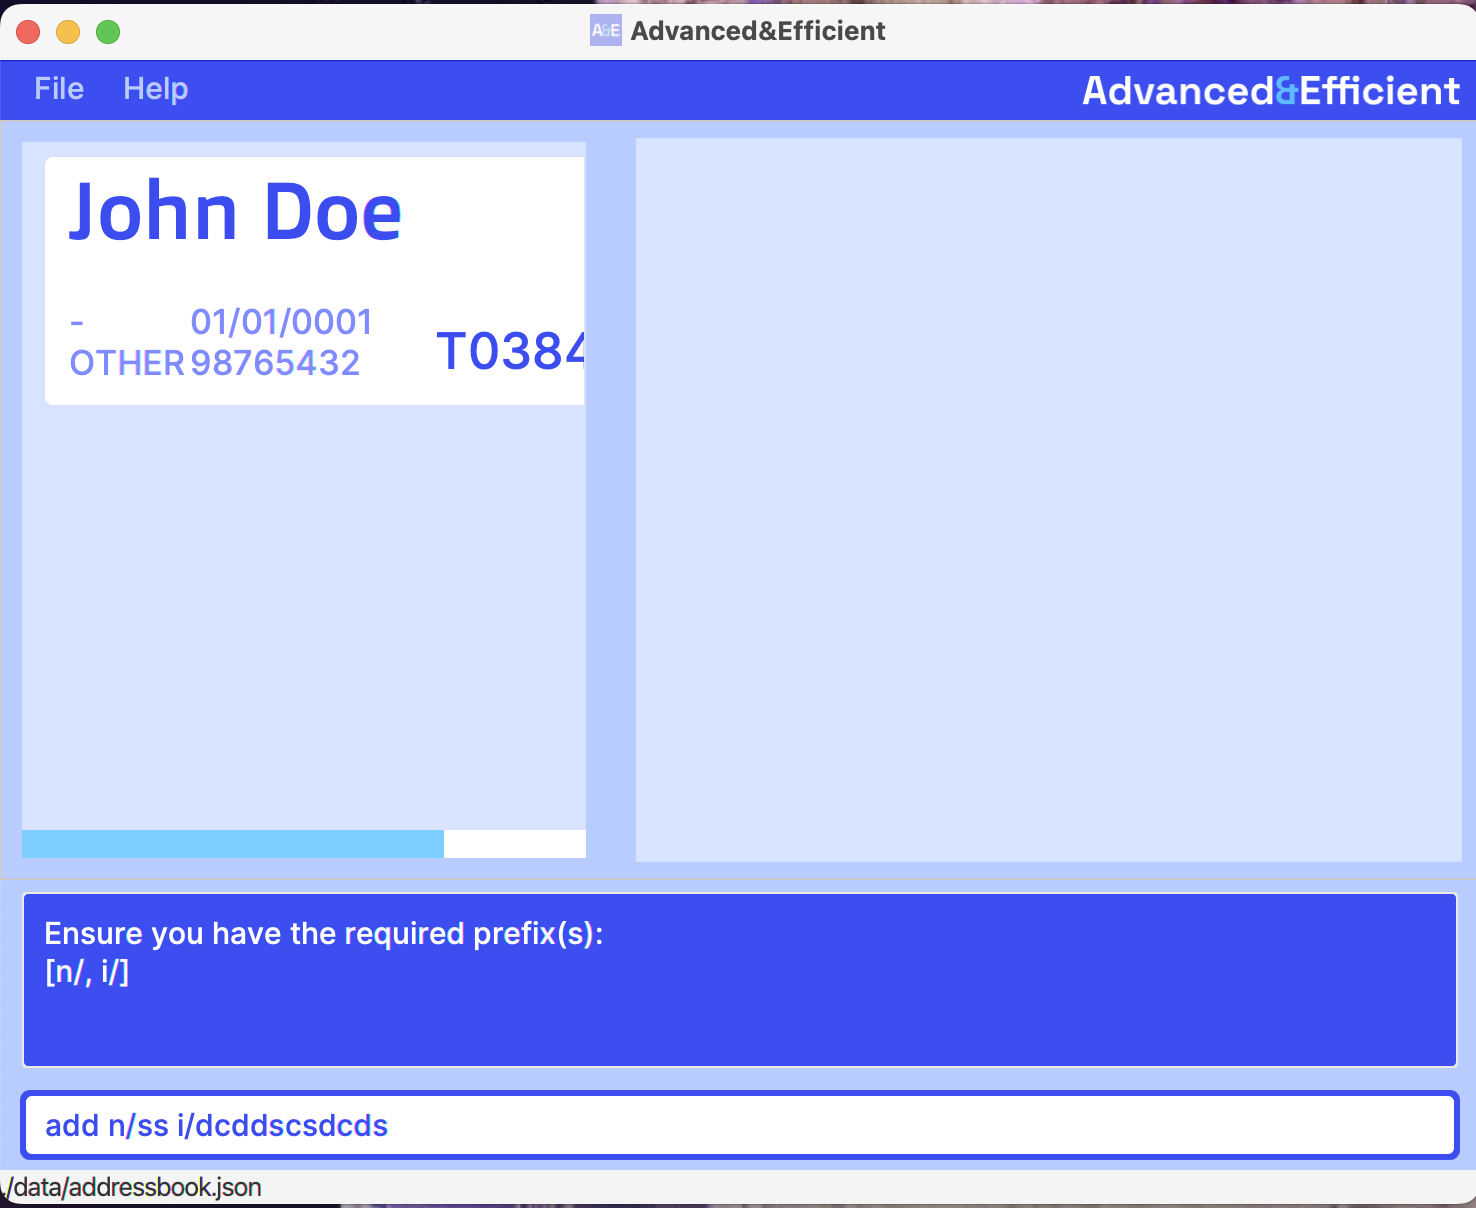 A&E Advanced&Efficient
File Help Advanced&Efficient
John Doe
- 01/01/0001
OTHER 98765432
T0384
Ensure you have the required prefix(s):
[n/, i/]
add n/ss i/dcddscsdcds
/data/addressbook.json